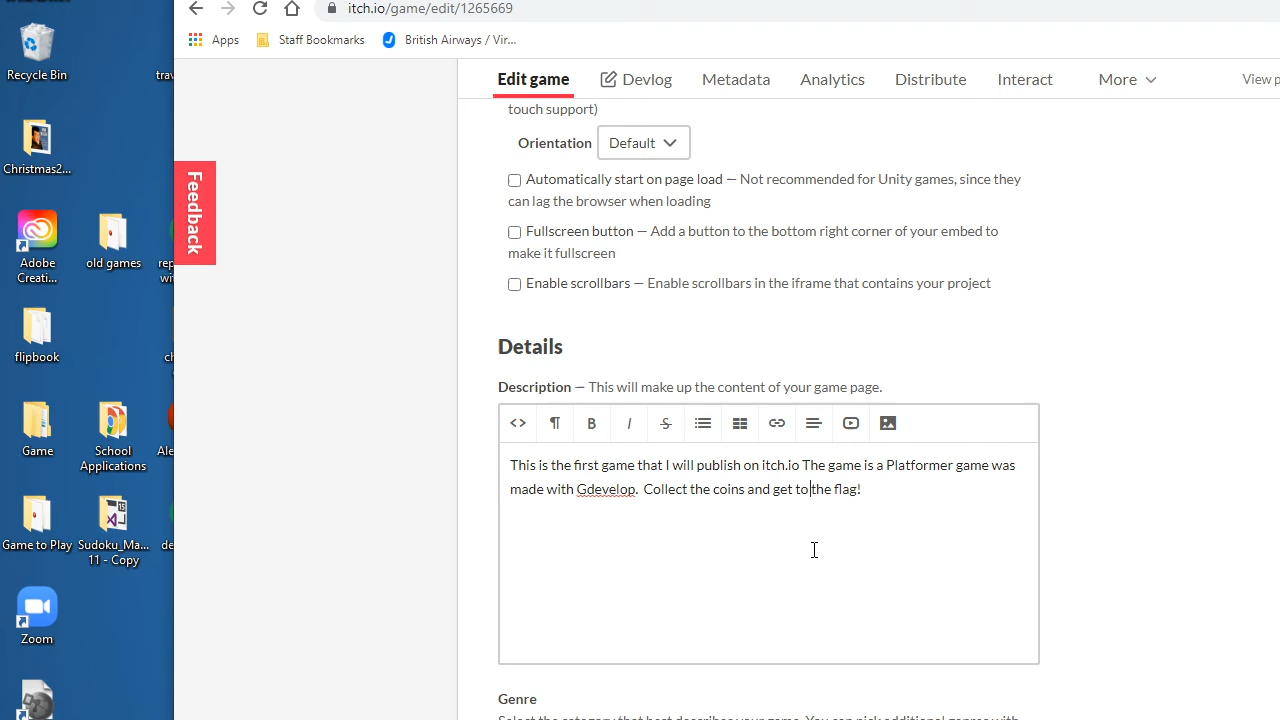 itch.io/game/edit/1265669
Apps
Staff Bookmarks
British Airways / Vir...
Recycle Bin
Christmas2...
Adobe Creati...
old games
flipbook
Game
School Applications
Game to Play
Sudoku_Ma... 11 - Copy
Zoom
Feedback
Edit game
Devlog
Metadata
Analytics
Distribute
Interact
More
View p
touch support)
Orientation
Default
Automatically start on page load — Not recommended for Unity games, since they
can lag the browser when loading
Fullscreen button — Add a button to the bottom right corner of your embed to
make it fullscreen
Enable scrollbars — Enable scrollbars in the iframe that contains your project
Details
Description — This will make up the content of your game page.
This is the first game that I will publish on itch.io The game is a Platformer game was
made with Gdevelop. Collect the coins and get to the flag!
Genre